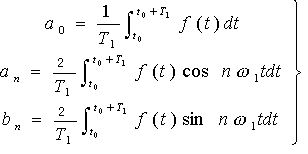 a₀ = 1/T₁ ∫_{t₀}^{t₀+T₁} f(t)dt
aₙ = 2/T₁ ∫_{t₀}^{t₀+T₁} f(t) cos nω₁tdt
bₙ = 2/T₁ ∫_{t₀}^{t₀+T₁} f(t) sin nω₁tdt